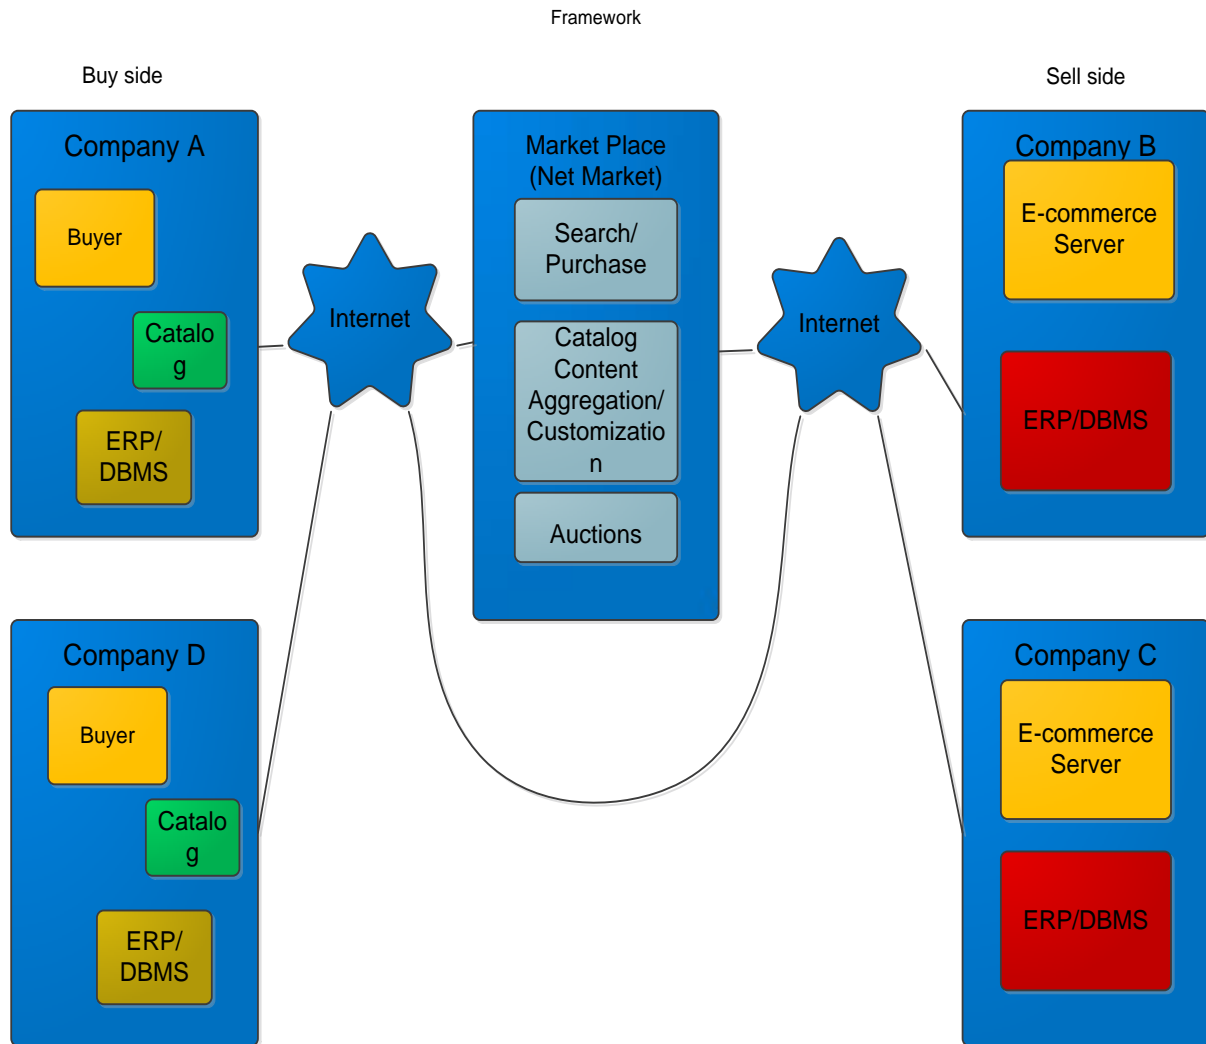 Framework
Buy side
Sell side
Company A
Buyer
Catalo
g
ERP/
DBMS
Internet
Market Place
(Net Market)
Search/
Purchase
Catalog
Content
Aggregation/
Customizatio
n
Auctions
Internet
Company B
E-commerce
Server
ERP/DBMS
Company D
Buyer
Catalo
g
ERP/
DBMS
Company C
E-commerce
Server
ERP/DBMS